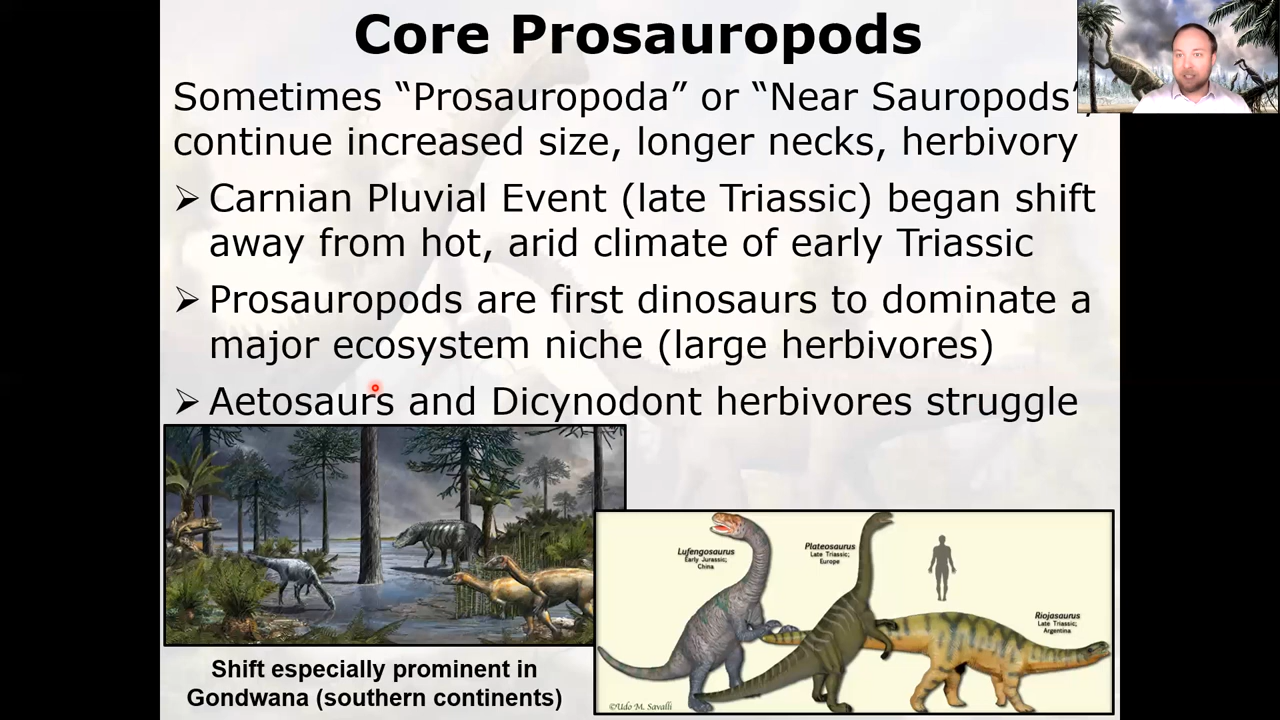 Core Prosauropods
Sometimes “Prosauropoda” or “Near Sauropods”,
continue increased size, longer necks, herbivory
➢ Carnian Pluvial Event (late Triassic) began shift
away from hot, arid climate of early Triassic
➢ Prosauropods are first dinosaurs to dominate a
major ecosystem niche (large herbivores)
➢ Aetosaurs and Dicynodont herbivores struggle
Lufengosaurus
Early Jurassic;
China
Plateosaurus
Late Triassic;
Europe
Riojasaurus
Late Triassic;
Argentina
©Udo M. Savalli
Shift especially prominent in
Gondwana (southern continents)